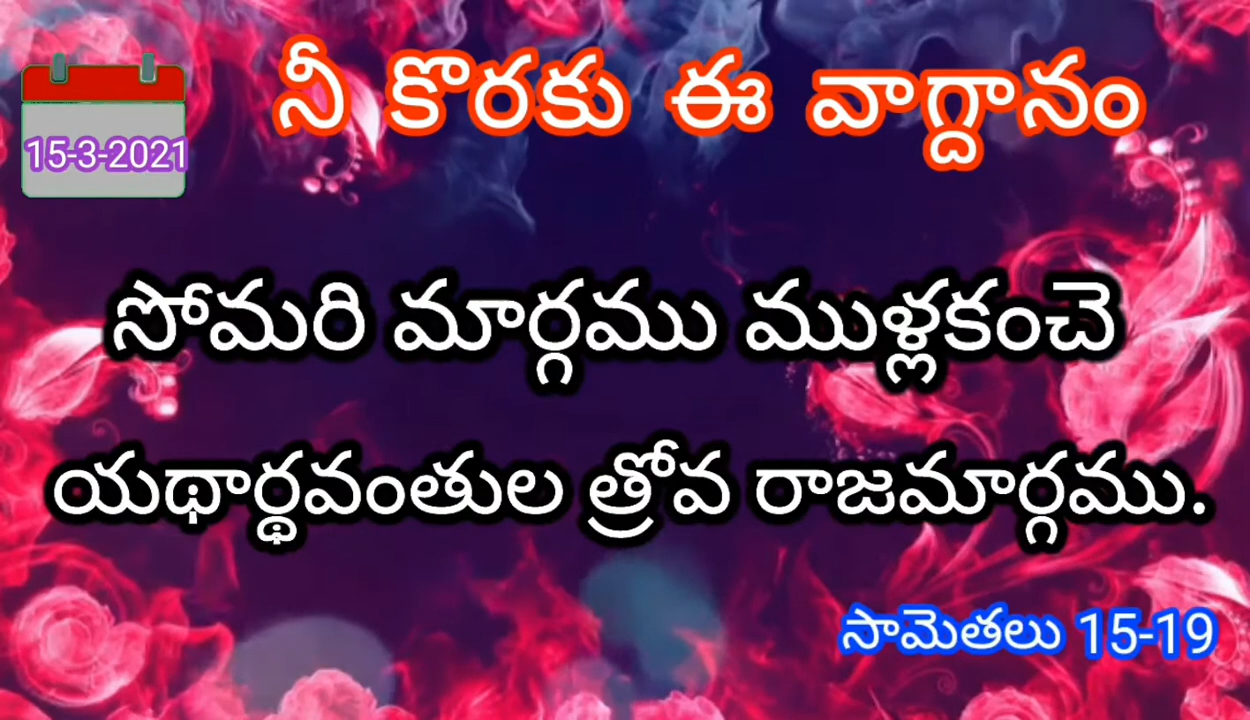 నీ కొరకు ఈ వాగ్దానం
15-3-2021
సోమరి మార్గము ముళ్లకంచె
యథార్థవంతుల త్రోవ రాజమార్గము.
సామెతలు 15-19